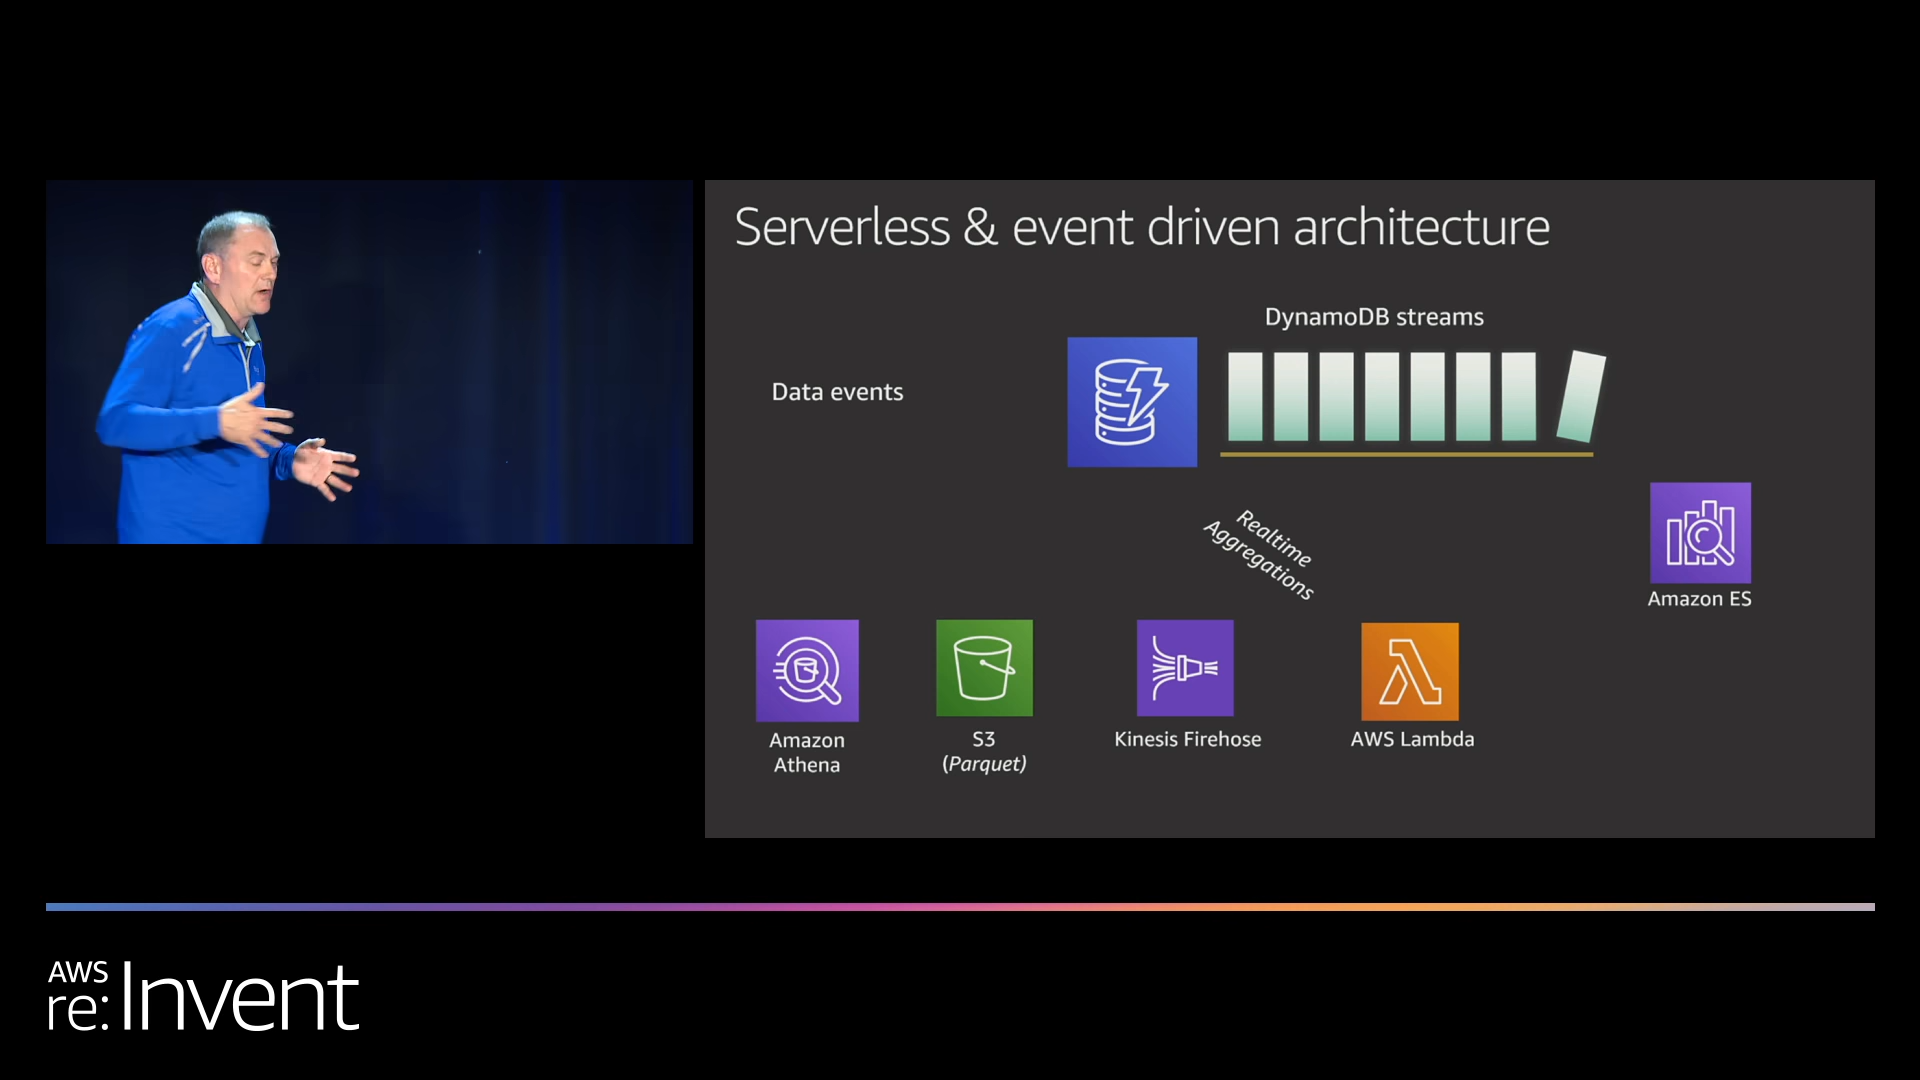 Serverless & event driven architecture
DynamoDB streams
Data events
Realtime
Aggregations
Amazon ES
Amazon
Athena
S3
(Parquet)
Kinesis Firehose
AWS Lambda
AWS
re:Invent